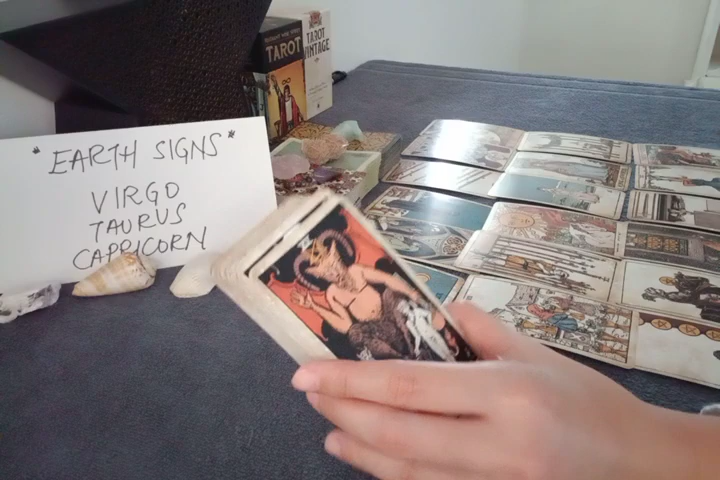 * EARTH SIGNS *
VIRGO
TAURUS
CAPRICORN
TAROT
TAROT
VINTAGE